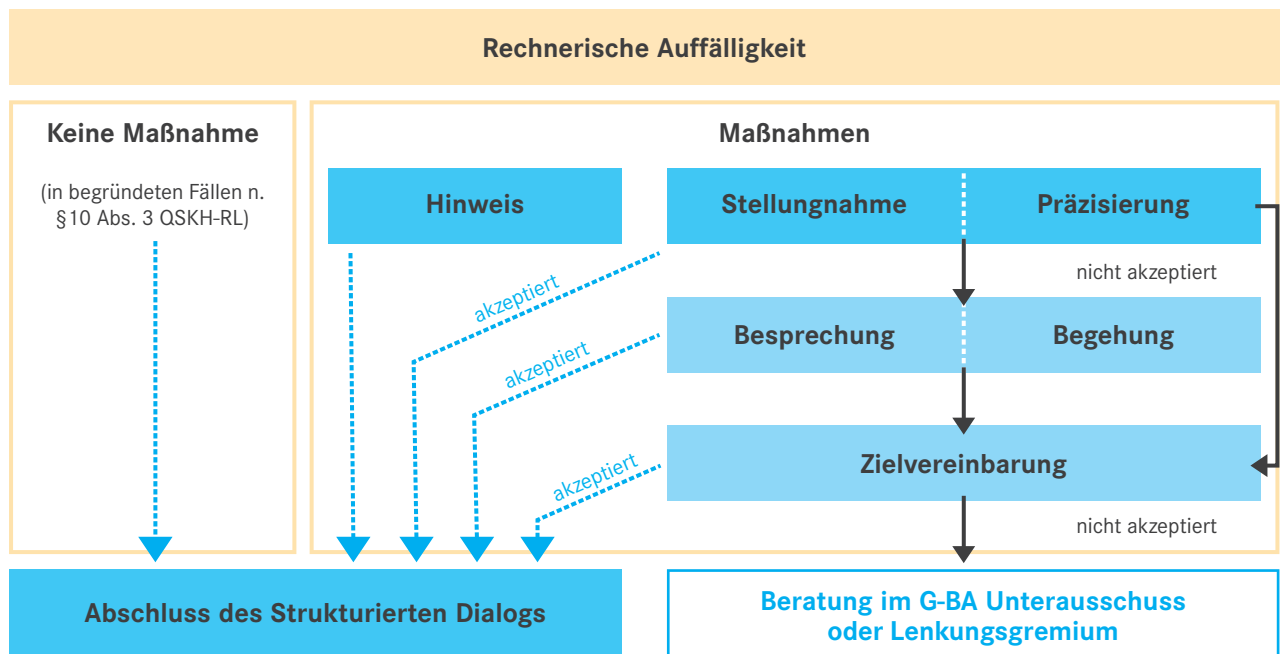 Rechnerische Auffälligkeit
Keine Maßnahme
(in begründeten Fällen n.
§ 10 Abs. 3 QSKH-RL)
Maßnahmen
Hinweis
Stellungnahme
Präzisierung
akzeptiert
nicht akzeptiert
Besprechung
Begehung
akzeptiert
Zielvereinbarung
akzeptiert
nicht akzeptiert
Abschluss des Strukturierten Dialogs
Beratung im G-BA Unterausschuss
oder Lenkungsgremium